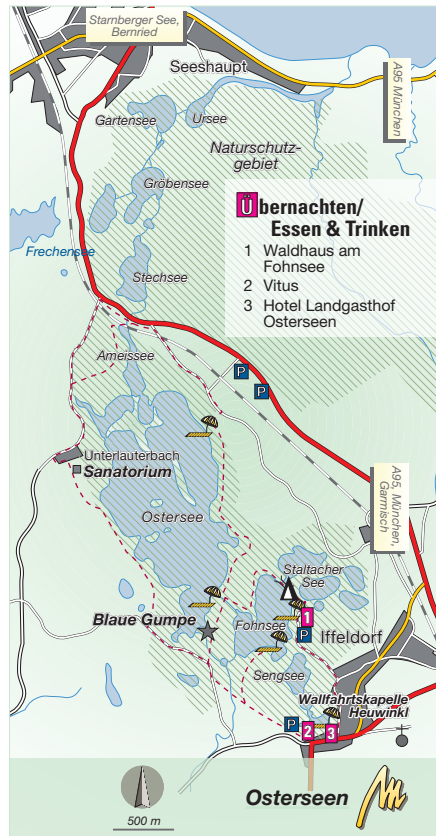 Starnberger See,
Bernried
Seeshaupt
A95 München
Gartensee
Ursee
Naturschutz-
gebiet
Gröbensee
Übernachten/
Essen & Trinken
1 Waldhaus am
Fohnsee
2 Vitus
3 Hotel Landgasthof
Osterseen
Frechensee
Stechsee
Ameissee
P
P
Unterlauterbach
Sanatorium
A95, München,
Garmisch
Ostersee
Staltacher
See
1
Blaue Gumpe
Fohnsee
P
Iffeldorf
Sengsee
Wallfahrtskapelle
Heuwinkl
P
2
3
Osterseen
500 m